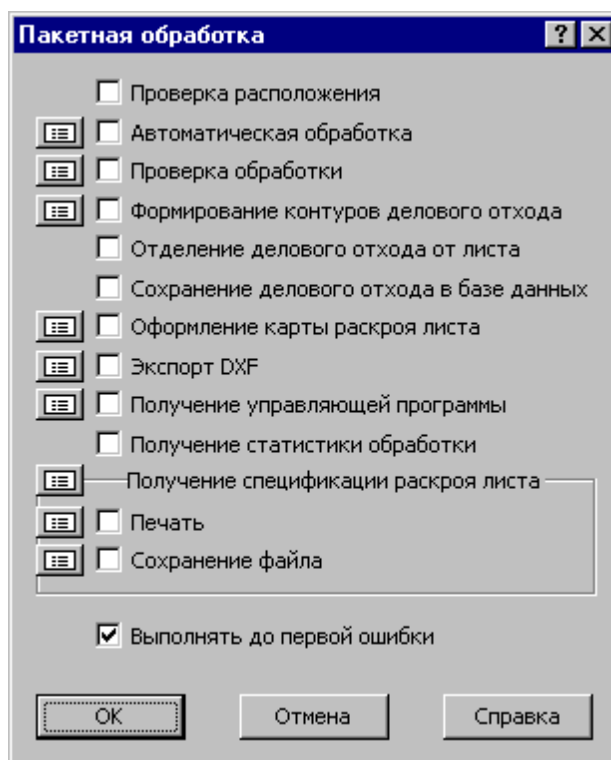 Пакетная обработка
Проверка расположения
Автоматическая обработка
Проверка обработки
Формирование контуров делового отхода
Отделение делового отхода от листа
Сохранение делового отхода в базе данных
Оформление карты раскроя листа
Экспорт DXF
Получение управляющей программы
Получение статистики обработки
Получение спецификации раскроя листа
Печать
Сохранение файла
Выполнять до первой ошибки
OK Отмена Справка